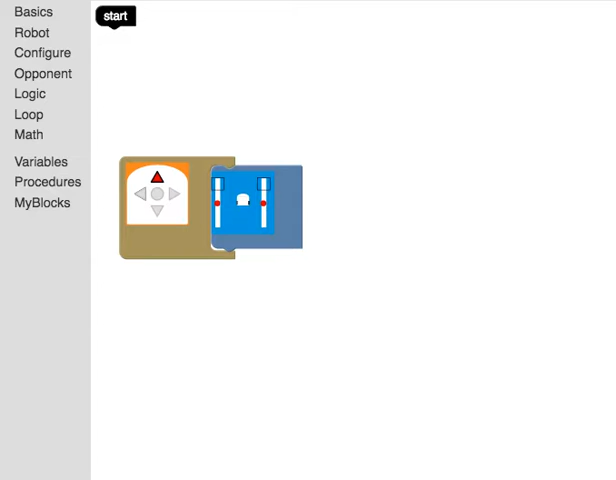 start
Basics
Robot
Configure
Opponent
Logic
Loop
Math
Variables
Procedures
MyBlocks